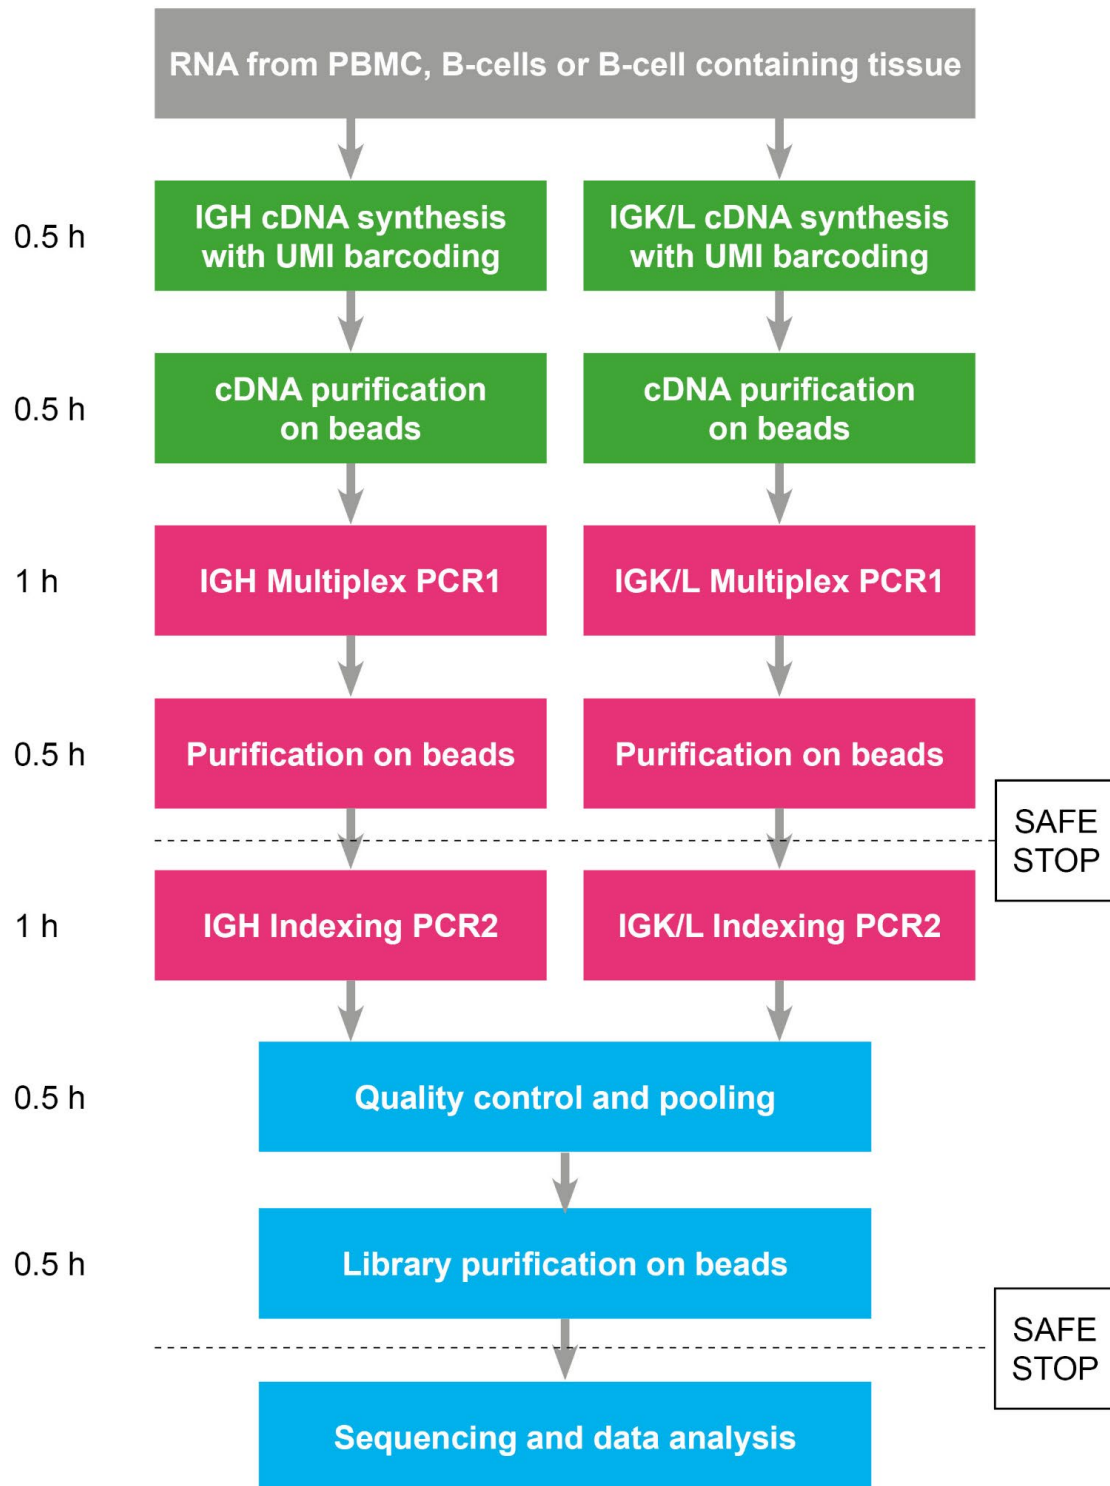 RNA from PBMC, B-cells or B-cell containing tissue
0.5 h
IGH cDNA synthesis
with UMI barcoding
IGK/L cDNA synthesis
with UMI barcoding
0.5 h
cDNA purification
on beads
cDNA purification
on beads
1 h
IGH Multiplex PCR1
IGK/L Multiplex PCR1
0.5 h
Purification on beads
Purification on beads
SAFE
STOP
1 h
IGH Indexing PCR2
IGK/L Indexing PCR2
0.5 h
Quality control and pooling
0.5 h
Library purification on beads
SAFE
STOP
Sequencing and data analysis